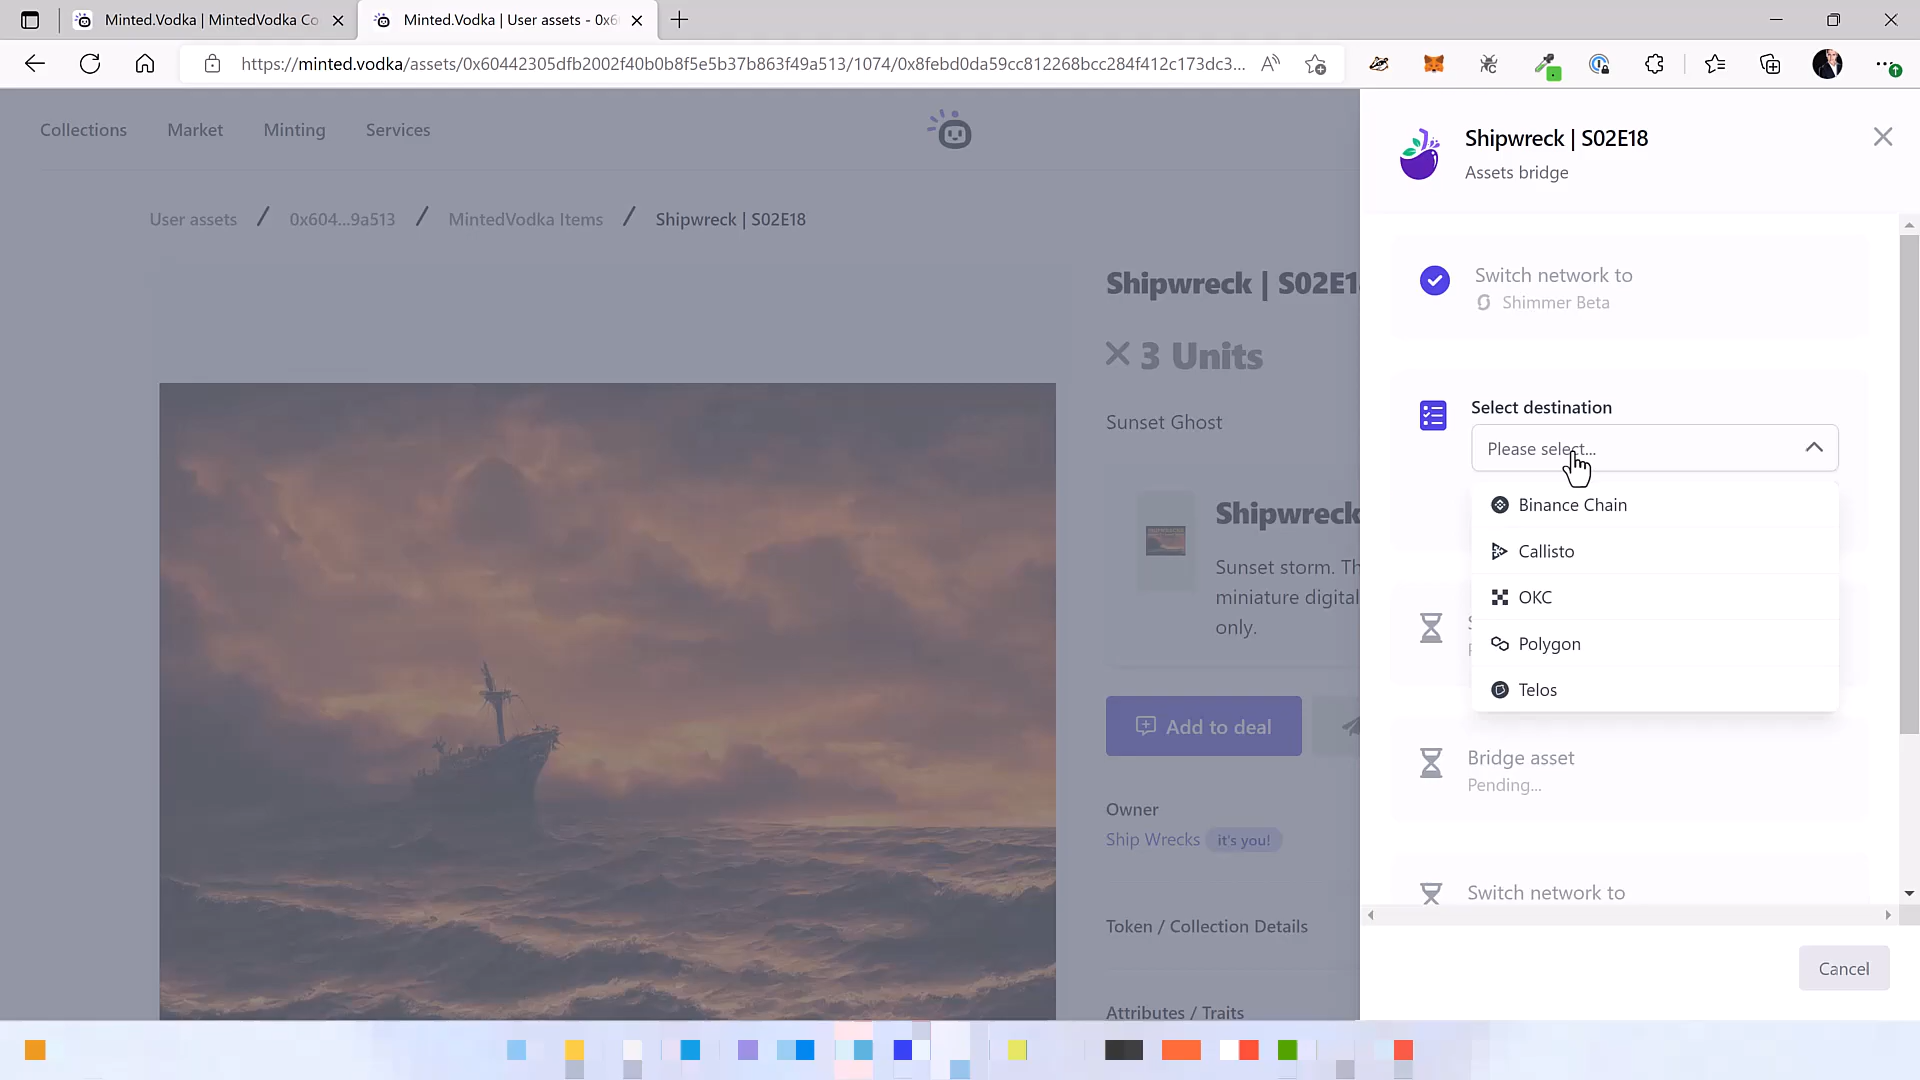 Minted.Vodka | MintedVodka Co
Minted.Vodka | User assets - 0x6
https://minted.vodka/assets/0x60442305dfb2002f40b0b8f5e5b37b863f49a513/1074/0x8febd0da59cc812268bcc284f412c173dc3...
Collections
Market
Minting
Services
User assets / 0x604...9a513 / MintedVodka Items / Shipwreck | S02E18
Shipwreck | S02E1
× 3 Units
Sunset Ghost
Shipwreck
Sunset storm. Th
miniature digital
only.
Add to deal
Owner
Ship Wrecks it's you!
Token / Collection Details
Attributes / Traits
Shipwreck | S02E18
Assets bridge
Switch network to
Shimmer Beta
Select destination
Please select...
Binance Chain
Callisto
OKC
Polygon
Telos
Bridge asset
Pending...
Switch network to
Cancel